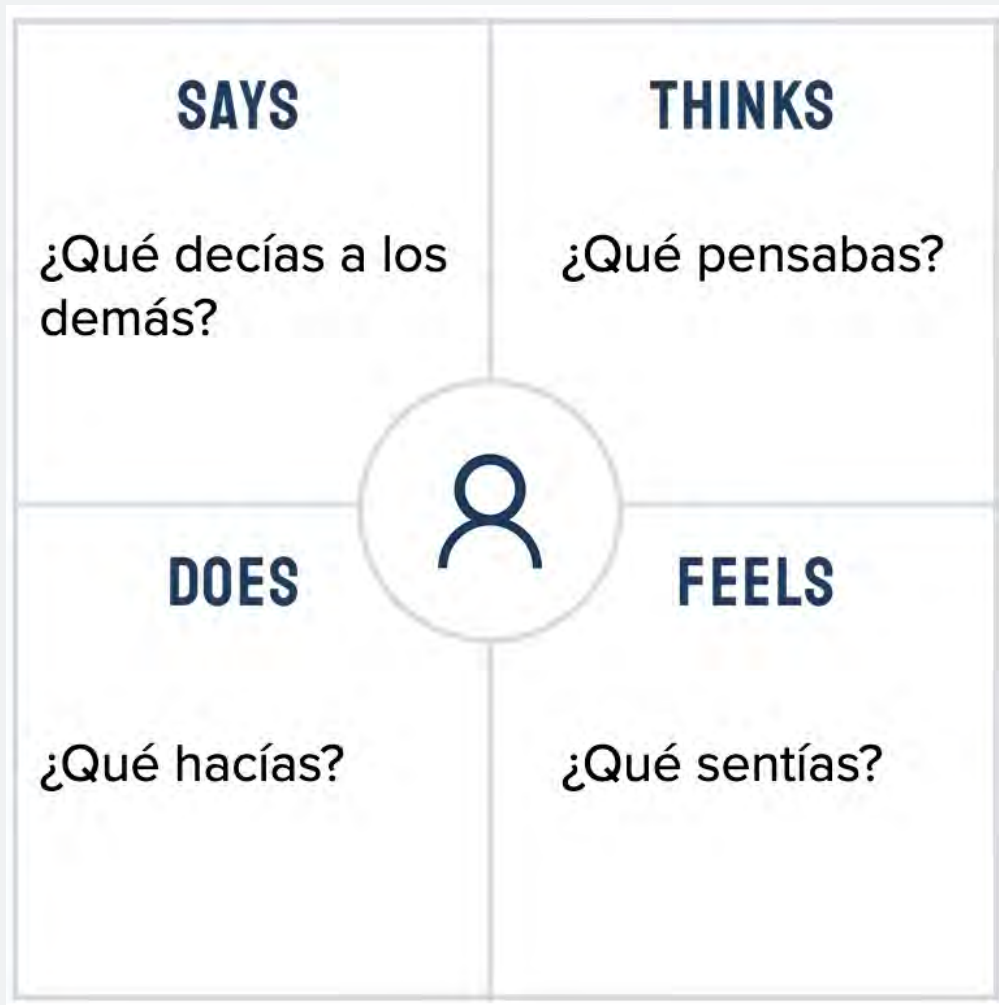 SAYS
¿Qué decías a los
demás?
THINKS
¿Qué pensabas?
DOES
¿Qué hacías?
FEELS
¿Qué sentías?